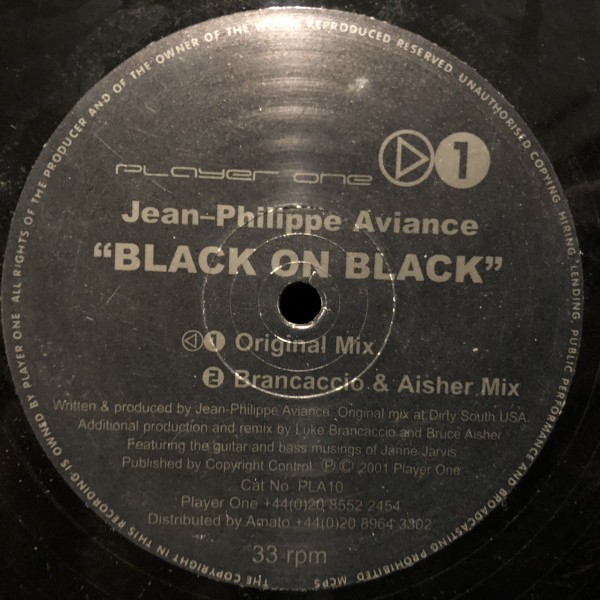 player one 1
Jean-Philippe Aviance
“BLACK ON BLACK”
1 Original Mix
2 Brancaccio & Aisher Mix
Written & produced by Jean-Philippe Aviance. Original mix at Dirty South USA.
Additional production and remix by Luke Brancaccio and Bruce Aisher
Featuring the guitar and bass musings of Janne Jarvis
Published by Copyright Control. ℗ © 2001 Player One
Cat No. PLA10
Player One +44(0)20 8552 2454
Distributed by Amato +44(0)20 8964 3302
33 rpm
THE COPYRIGHT IN THIS RECORDING IS OWNED BY PLAYER ONE ALL RIGHTS OF THE PRODUCER AND OF THE OWNER OF THE WORK REPRODUCED RESERVED. UNAUTHORISED COPYING, HIRING, LENDING, PUBLIC PERFORMANCE AND BROADCASTING PROHIBITED MCPS